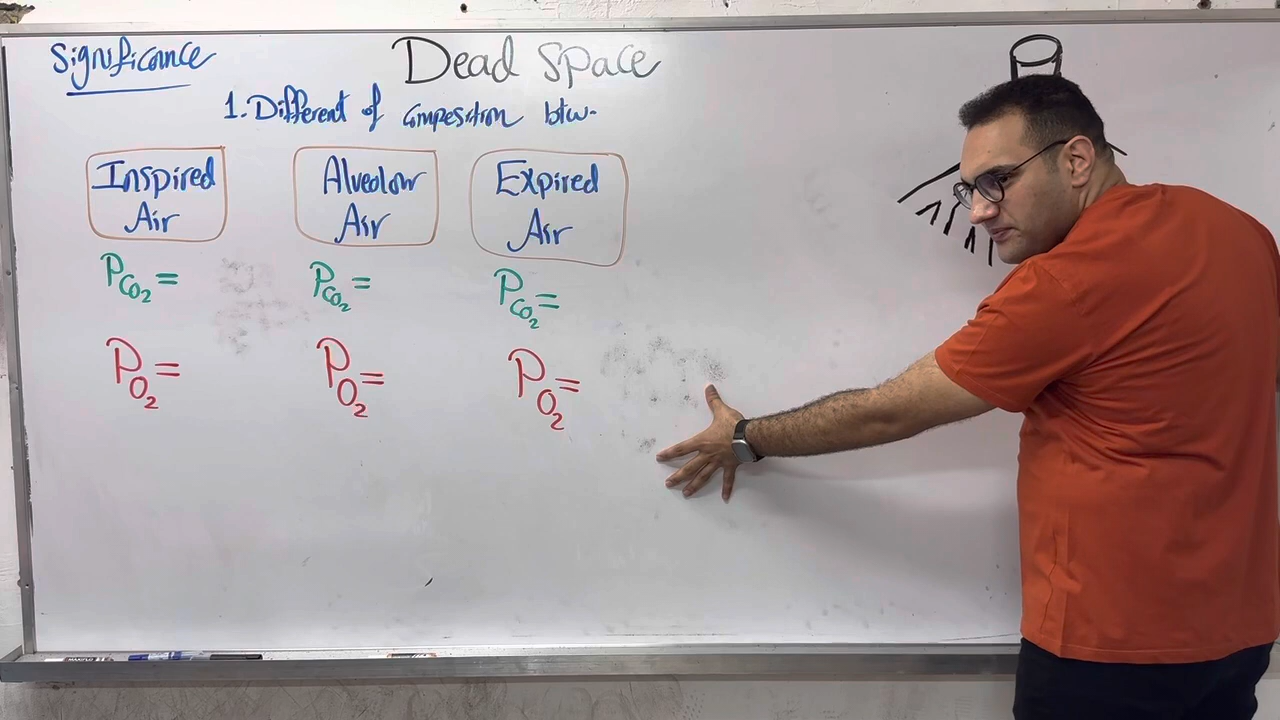 Significance
Dead Space
1. Different of composition btw.
Inspired
Air
Alveolar
Air
Expired
Air
PCO2=
PCO2=
PCO2=
PO2=
PO2=
PO2=